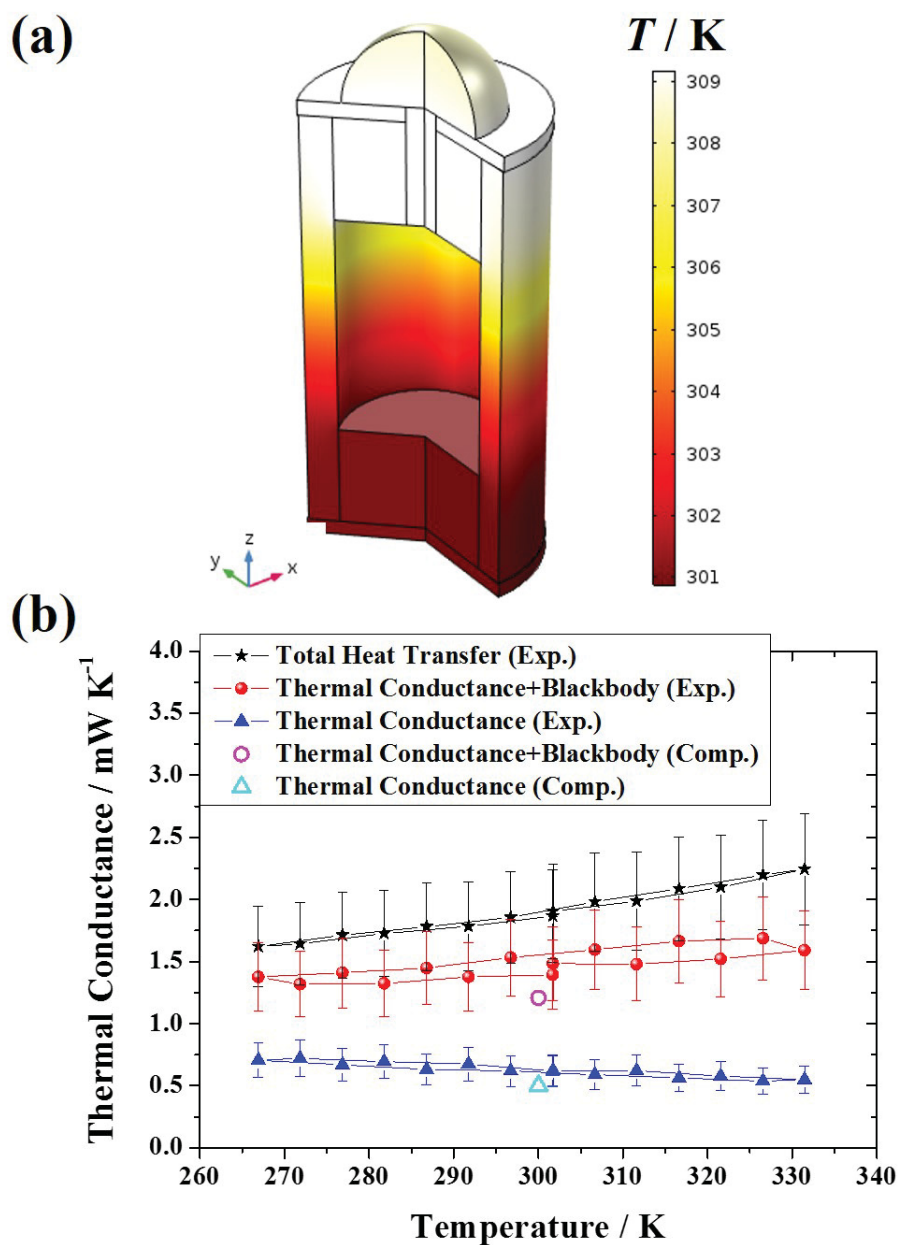 (a)
T / K
309
308
307
306
305
304
303
302
301
z
y
x
(b)
Total Heat Transfer (Exp.)
Thermal Conductance+Blackbody (Exp.)
Thermal Conductance (Exp.)
Thermal Conductance+Blackbody (Comp.)
Thermal Conductance (Comp.)
Thermal Conductance / mW K⁻¹
4.0
3.5
3.0
2.5
2.0
1.5
1.0
0.5
0.0
260 270 280 290 300 310 320 330 340
Temperature / K